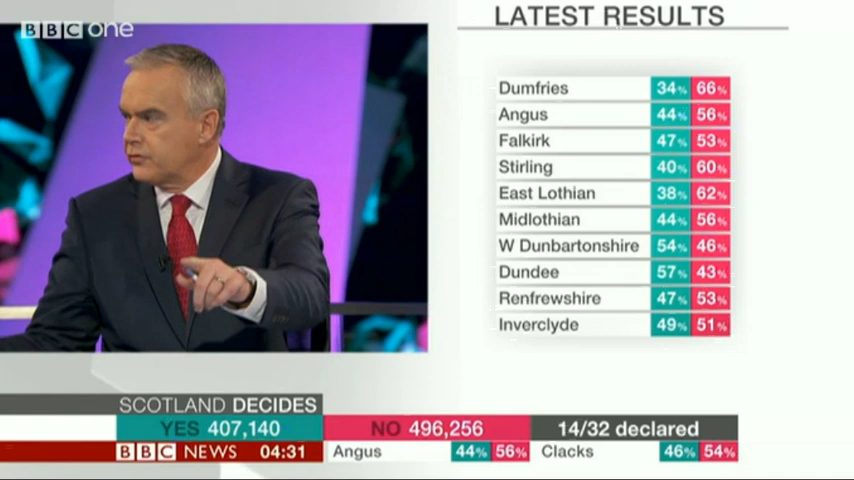 BBC one
LATEST RESULTS
Dumfries 34% 66%
Angus 44% 56%
Falkirk 47% 53%
Stirling 40% 60%
East Lothian 38% 62%
Midlothian 44% 56%
W Dunbartonshire 54% 46%
Dundee 57% 43%
Renfrewshire 47% 53%
Inverclyde 49% 51%
SCOTLAND DECIDES
YES 407,140 NO 496,256 14/32 declared
BBC NEWS 04:31 Angus 44% 56% Clacks 46% 54%